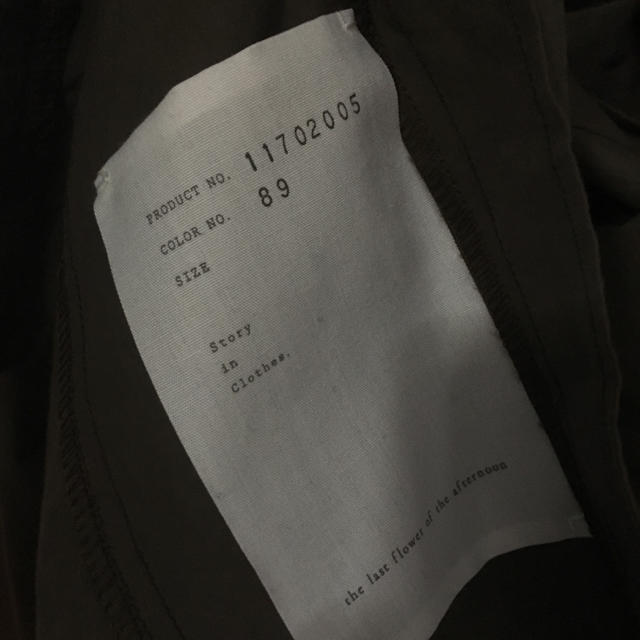 PRODUCT NO. 11702005
COLOR NO. 89
SIZE
Story
in
Clothes.
the last flower of the afternoon